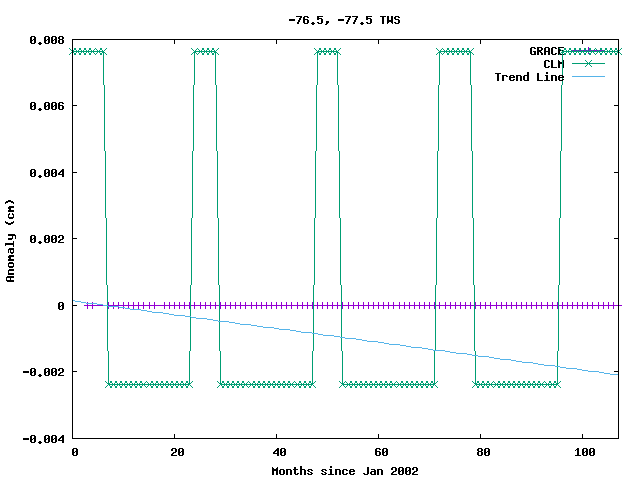 -76.5, -77.5 TWS
0.008
0.006
0.004
0.002
0
-0.002
-0.004
Anomaly (cm)
GRACE
CLM
Trend Line
0 20 40 60 80 100
Months since Jan 2002